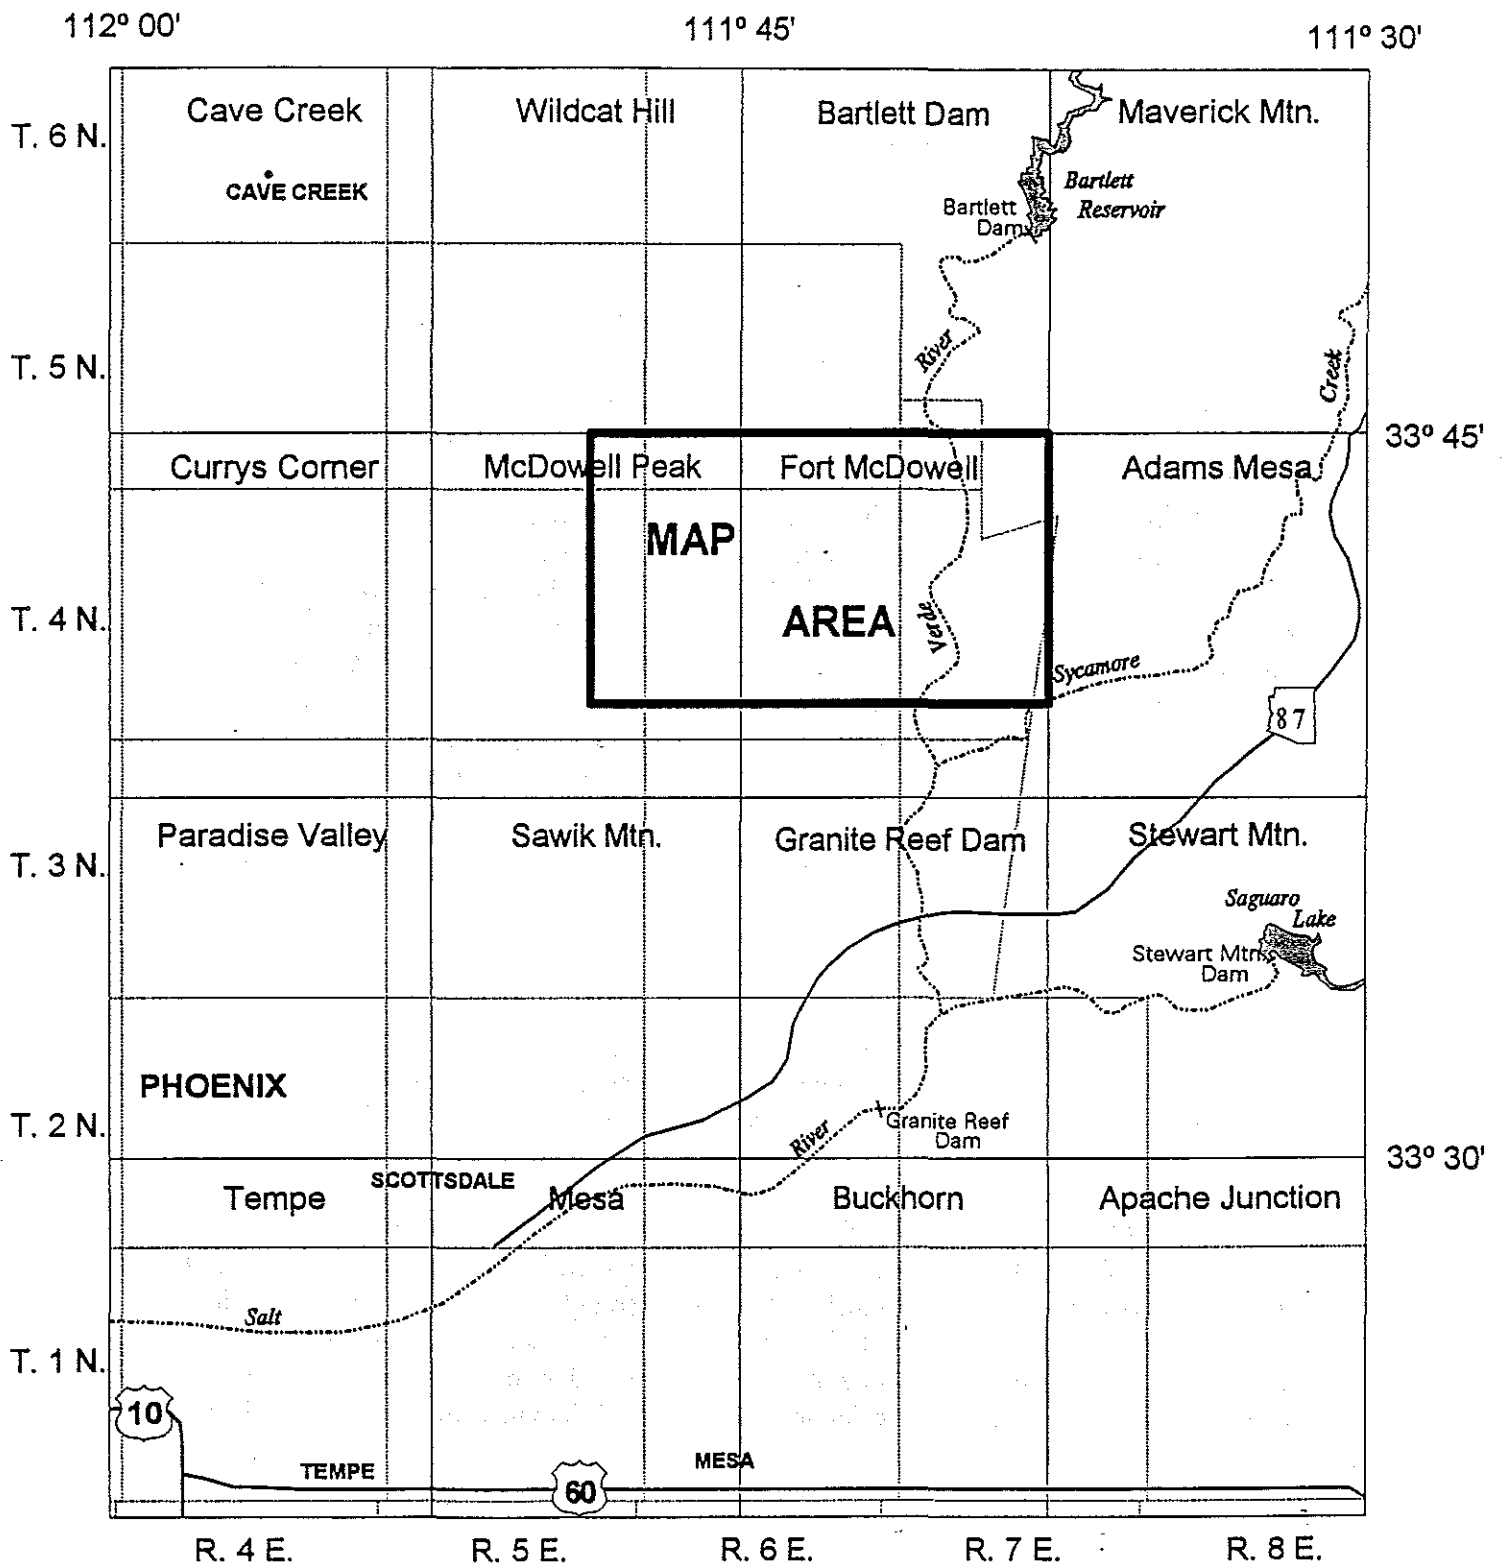 112° 00' 111° 45' 111° 30'
Cave Creek Wildcat Hill Bartlett Dam Maverick Mtn.
T. 6 N.
CAVE CREEK
Bartlett
Reservoir
Bartlett
Dam
River
T. 5 N.
Creek
33° 45'
Currys Corner McDowell Peak Fort McDowell Adams Mesa
MAP
AREA
T. 4 N.
Verde
Sycamore
87
Paradise Valley Sawik Mtn. Granite Reef Dam Stewart Mtn.
T. 3 N.
Saguaro
Lake
Stewart Mtn.
Dam
PHOENIX
T. 2 N.
Granite Reef
Dam
River
33° 30'
SCOTTSDALE
Tempe Mesa Buckhorn Apache Junction
Salt
T. 1 N.
10
TEMPE
MESA
60
R. 4 E. R. 5 E. R. 6 E. R. 7 E. R. 8 E.